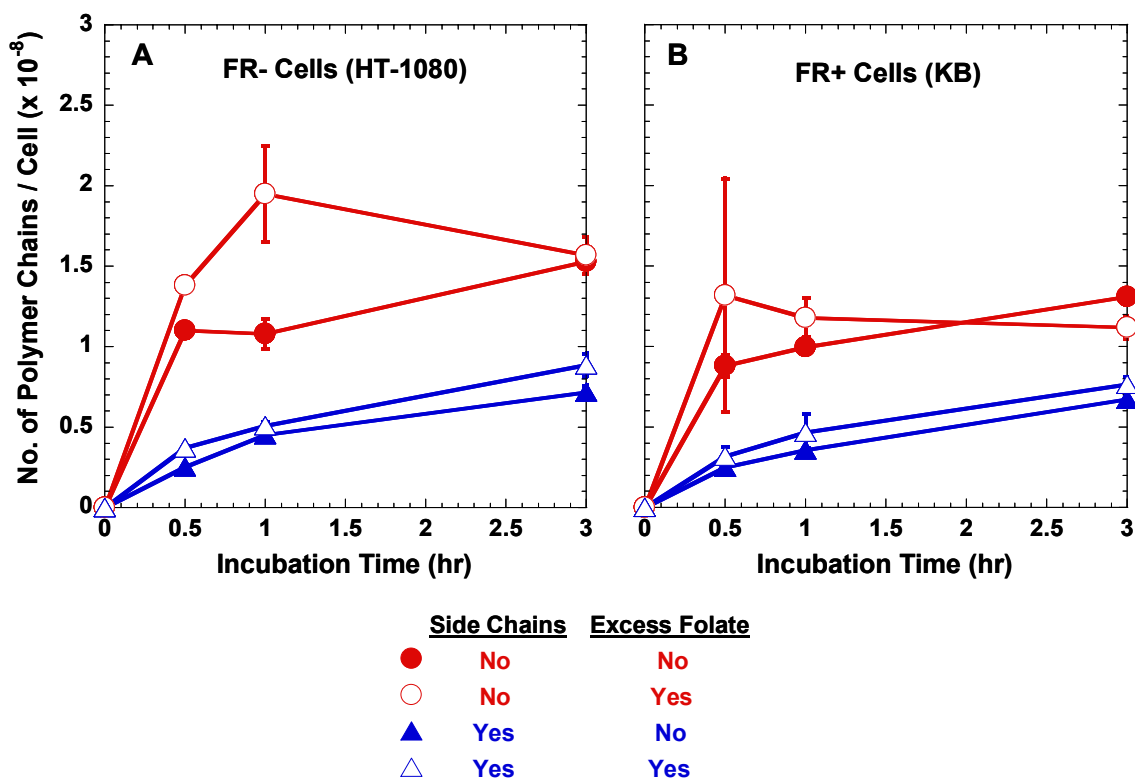 No. of Polymer Chains / Cell (x 10⁻⁸)
3
2.5
2
1.5
1
0.5
0
A
FR- Cells (HT-1080)
0 0.5 1 1.5 2 2.5 3
Incubation Time (hr)
B
FR+ Cells (KB)
0 0.5 1 1.5 2 2.5 3
Incubation Time (hr)
Side Chains Excess Folate
No No
No Yes
Yes No
Yes Yes